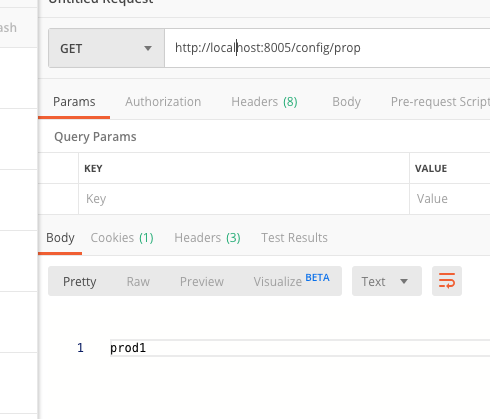 Untitled Request
ash
GET
http://localhost:8005/config/prop
Params Authorization Headers (8) Body Pre-request Script
Query Params
KEY VALUE
Key Value
Body Cookies (1) Headers (3) Test Results
Pretty Raw Preview Visualize BETA Text
1 prod1